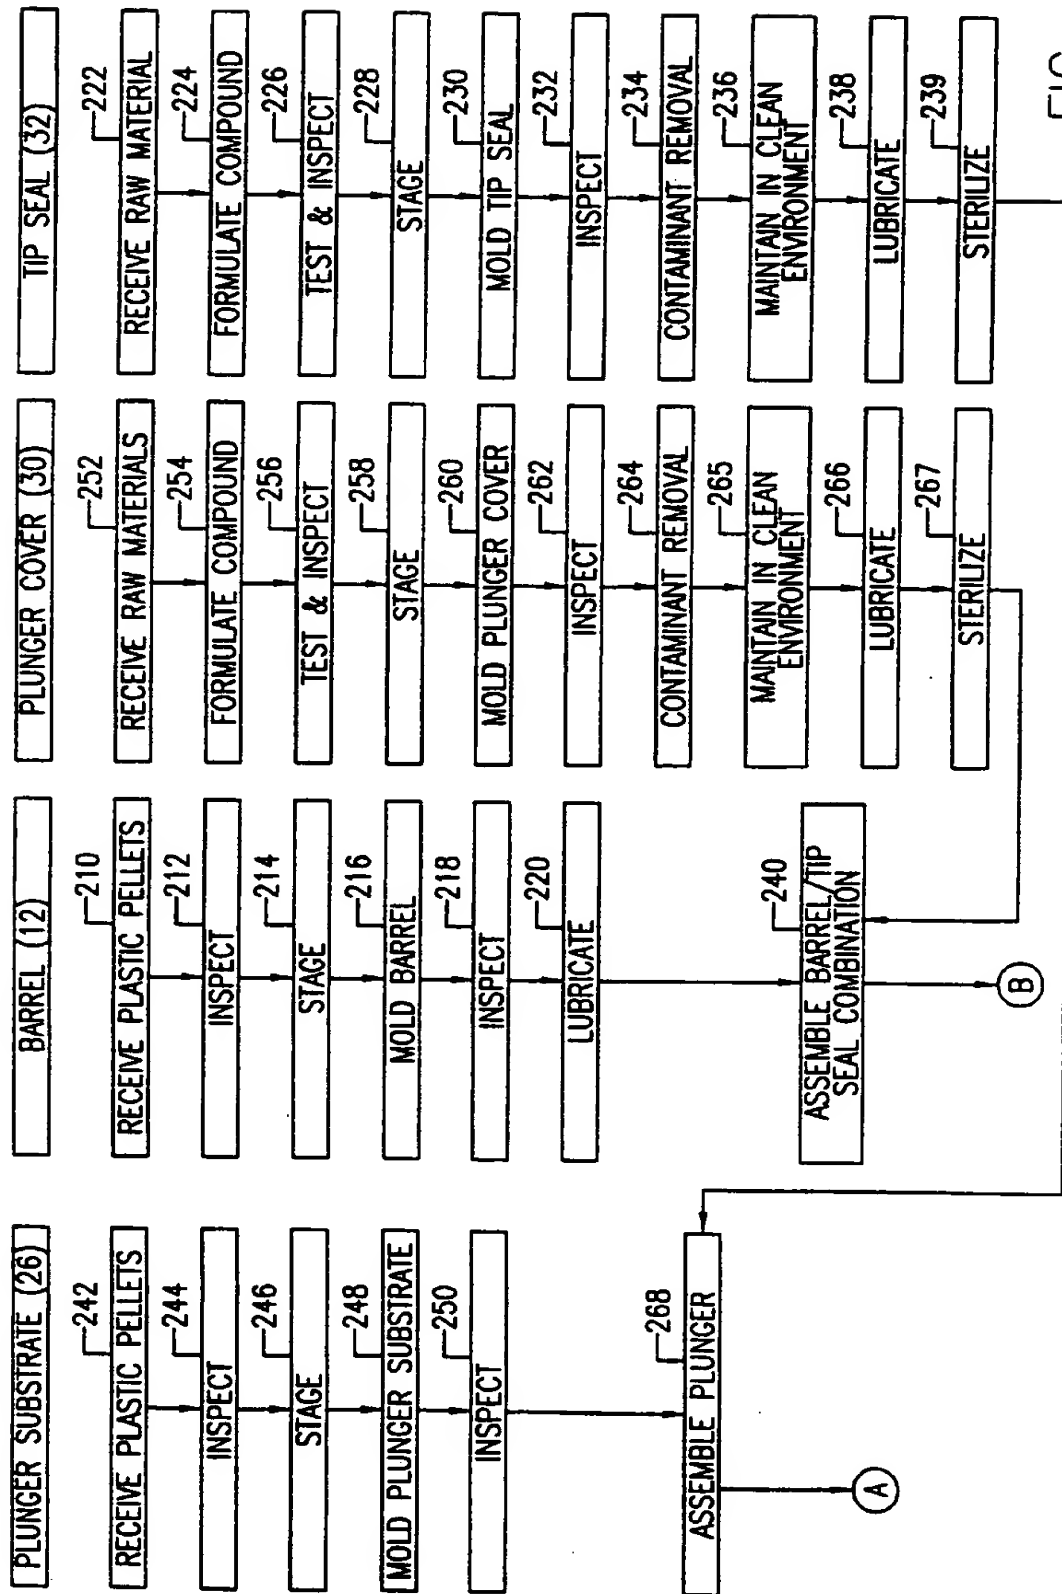 PLUNGER SUBSTRATE (26)
242
RECEIVE PLASTIC PELLETS
244
INSPECT
246
STAGE
248
MOLD PLUNGER SUBSTRATE
250
INSPECT
268
ASSEMBLE PLUNGER
A
BARREL (12)
210
RECEIVE PLASTIC PELLETS
212
INSPECT
214
STAGE
216
MOLD BARREL
218
INSPECT
220
LUBRICATE
240
ASSEMBLE BARREL/TIP
SEAL COMBINATION
B
PLUNGER COVER (30)
252
RECEIVE RAW MATERIALS
254
FORMULATE COMPOUND
256
TEST & INSPECT
258
STAGE
260
MOLD PLUNGER COVER
262
INSPECT
264
CONTAMINANT REMOVAL
265
MAINTAIN IN CLEAN
ENVIRONMENT
266
LUBRICATE
267
STERILIZE
TIP SEAL (32)
222
RECEIVE RAW MATERIAL
224
FORMULATE COMPOUND
226
TEST & INSPECT
228
STAGE
230
MOLD TIP SEAL
232
INSPECT
234
CONTAMINANT REMOVAL
236
MAINTAIN IN CLEAN
ENVIRONMENT
238
LUBRICATE
239
STERILIZE